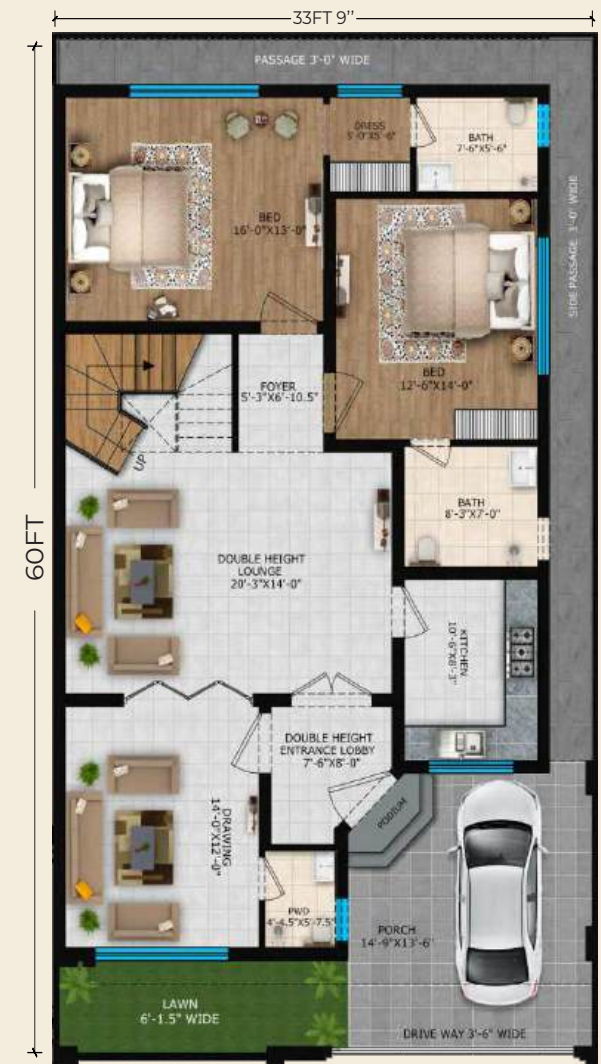 33FT 9’’
PASSAGE 3'-0" WIDE
DRESS
5'-0"X5'-6"
BATH
7'-6"X5'-6"
SIDE PASSAGE 3'-0" WIDE
BED
16'-0"X13'-0"
BED
12'-6"X14'-0"
FOYER
5'-3"X6'-10.5"
UP
60FT
BATH
8'-3"X7'-0"
DOUBLE HEIGHT
LOUNGE
20'-3"X14'-0"
KITCHEN
10'-6"X8'-3"
DOUBLE HEIGHT
ENTRANCE LOBBY
7'-6"X8'-0"
DRAWING
14'-0"X12'-0"
PODIUM
PWD
4'-4.5"X5'-7.5"
PORCH
14'-9"X13'-6"
LAWN
6'-1.5" WIDE
DRIVE WAY 3'-6" WIDE